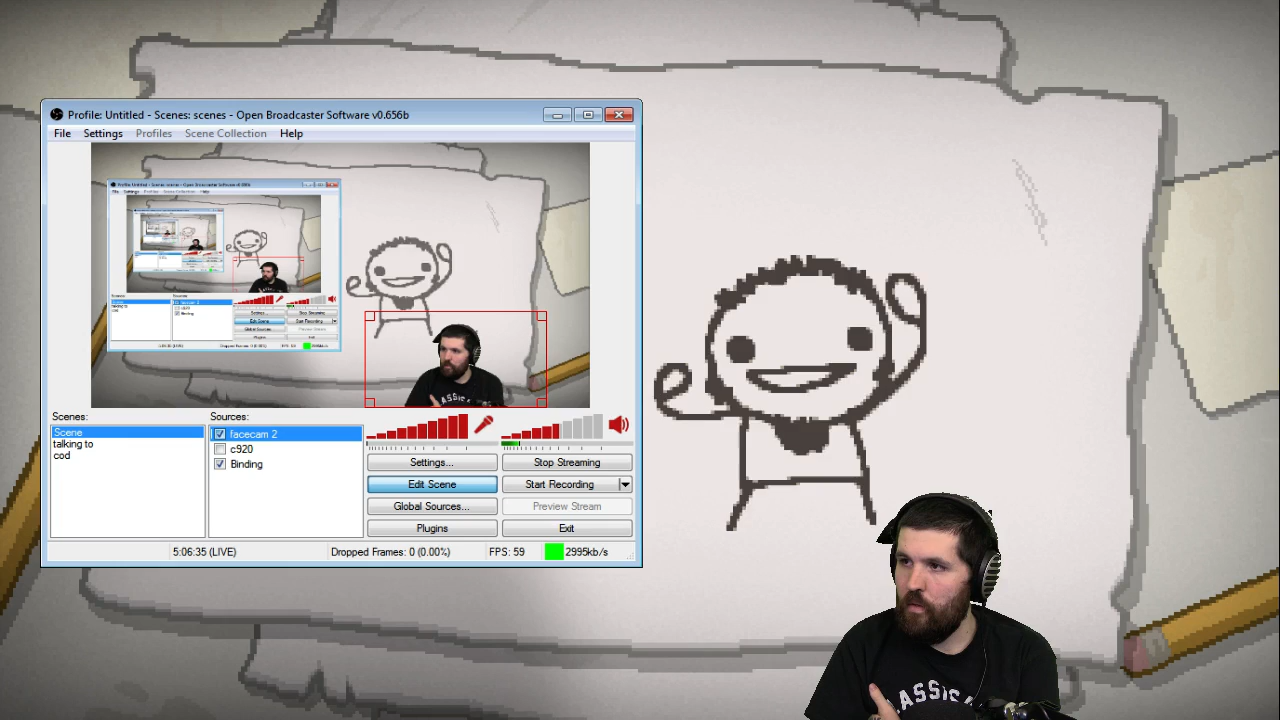 Profile: Untitled - Scenes: scenes - Open Broadcaster Software v0.656b
File Settings Profiles Scene Collection Help
Scenes:
Sources:
Scene
talking to
cod
facecam 2
c920
Binding
Settings...
Stop Streaming
Edit Scene
Start Recording
Global Sources...
Preview Stream
Plugins
Exit
5:06:35 (LIVE)
Dropped Frames: 0 (0.00%)
FPS: 59
2995kb/s